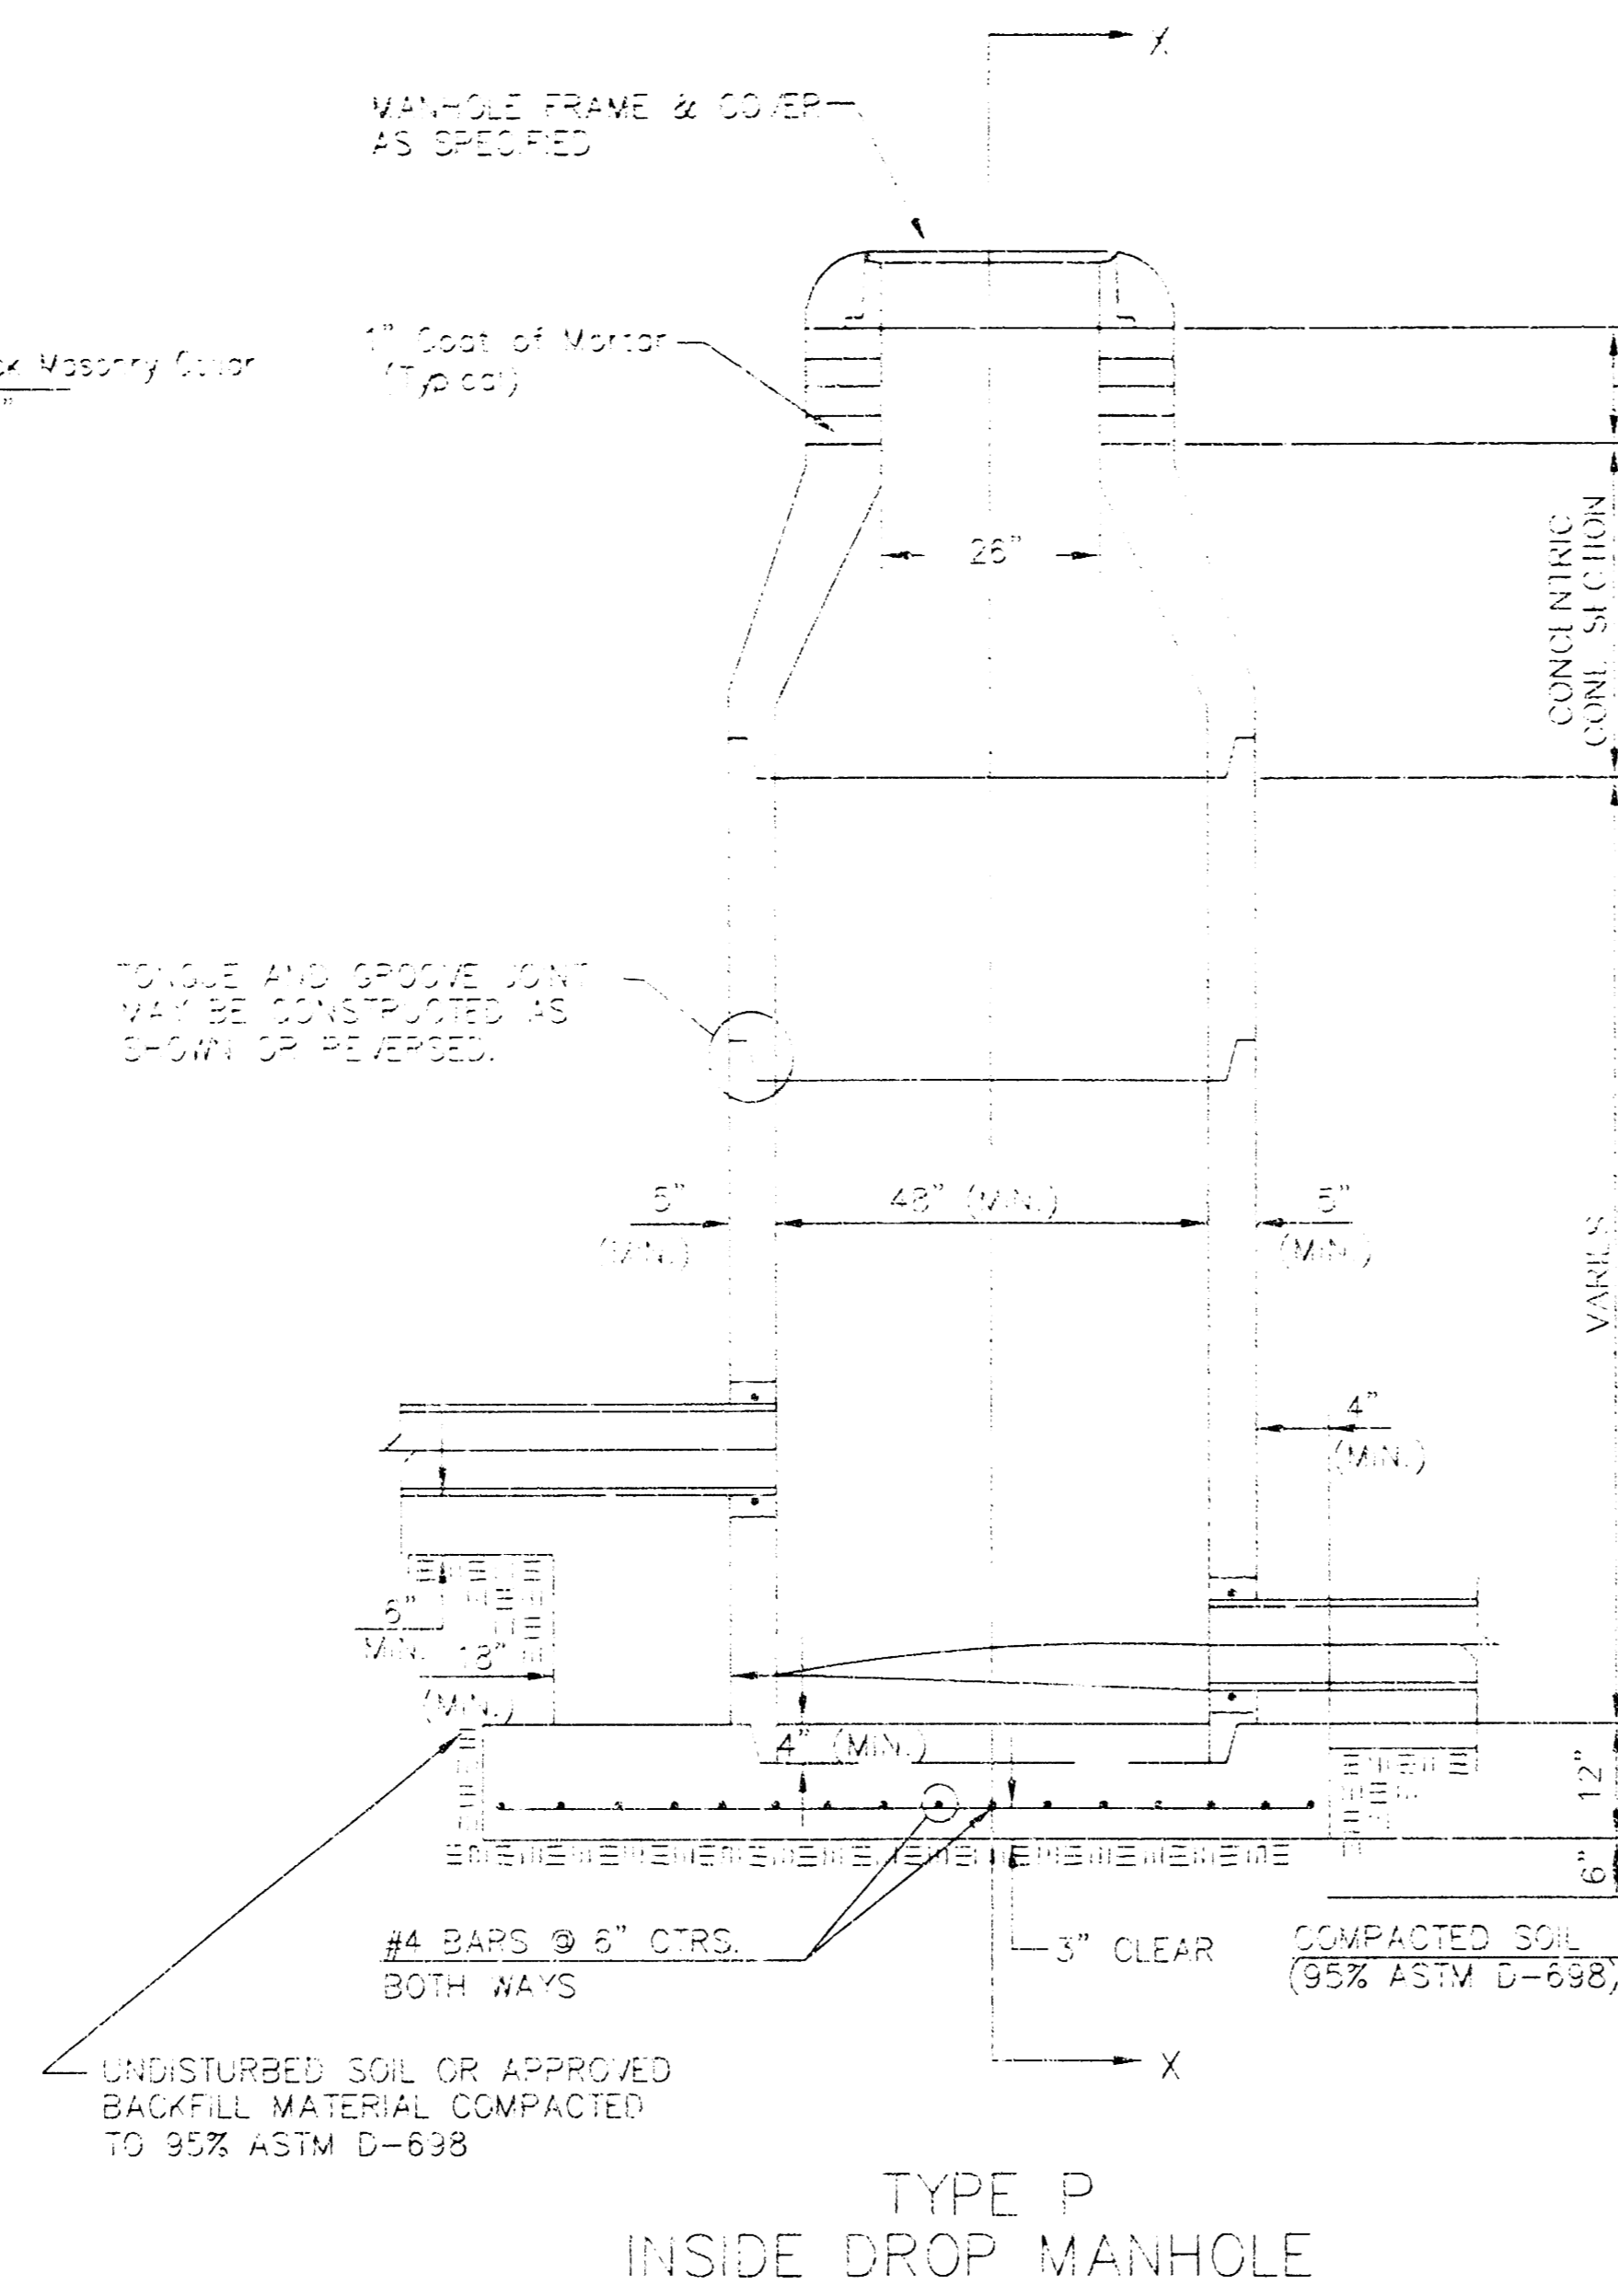 X
MANHOLE FRAME & COVER
AS SPECIFIED
Masonry Collar
1" Coat of Mortar
(Typical)
26"
CONCENTRIC
CONE SECTION
TONGUE AND GROOVE JOINT
MAY BE CONSTRUCTED AS
SHOWN OR REVERSED.
5"
(MIN.)
48" (MIN.)
5"
(MIN.)
VARIES
4"
(MIN.)
6"
MIN.
18"
(MIN.)
4" (MIN.)
12"
6"
#4 BARS @ 6" CTRS.
BOTH WAYS
3" CLEAR
COMPACTED SOIL
(95% ASTM D-698)
X
UNDISTURBED SOIL OR APPROVED
BACKFILL MATERIAL COMPACTED
TO 95% ASTM D-698
TYPE P
INSIDE DROP MANHOLE